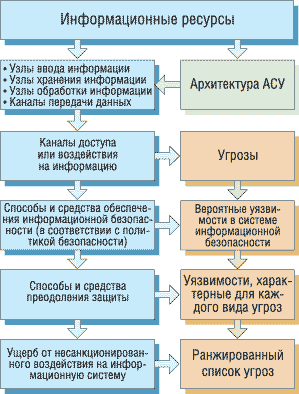 Информационные ресурсы
• Узлы ввода информации
• Узлы хранения информации
• Узлы обработки информации
• Каналы передачи данных
Архитектура АСУ
Каналы доступа
или воздействия
на информацию
Угрозы
Способы и средства обеспече-
ния информационной безопас-
ности (в соответствии с по-
литикой безопасности)
Вероятные уязви-
мости в системе
информационной
безопасности
Способы и средства
преодоления защиты
Уязвимости, харак-
терные для каж-
дого вида угроз
Ущерб от несанкционирован-
ного воздействия на инфор-
мационную систему
Ранжированный
список угроз